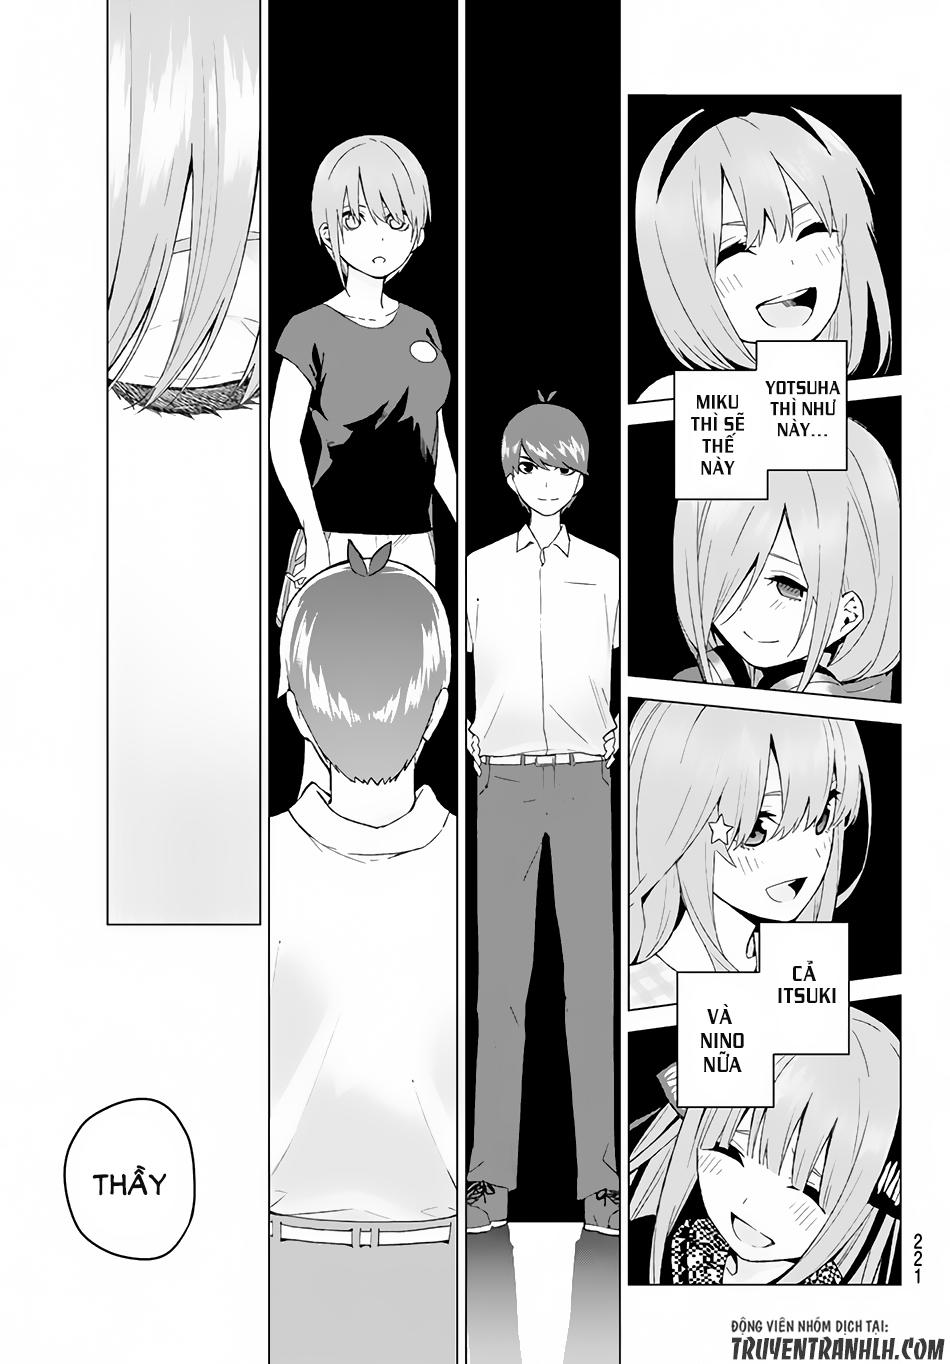 YOTSUHA
THÌ NHƯ
NÀY...
MIKU
THÌ SẼ
THẾ
NÀY
CẢ
ITSUKI
VÀ
NINO
NỮA
THẦY
221
ĐỘNG VIÊN NHÓM DỊCH TẠI:
TRUYENTRANHLH.COM